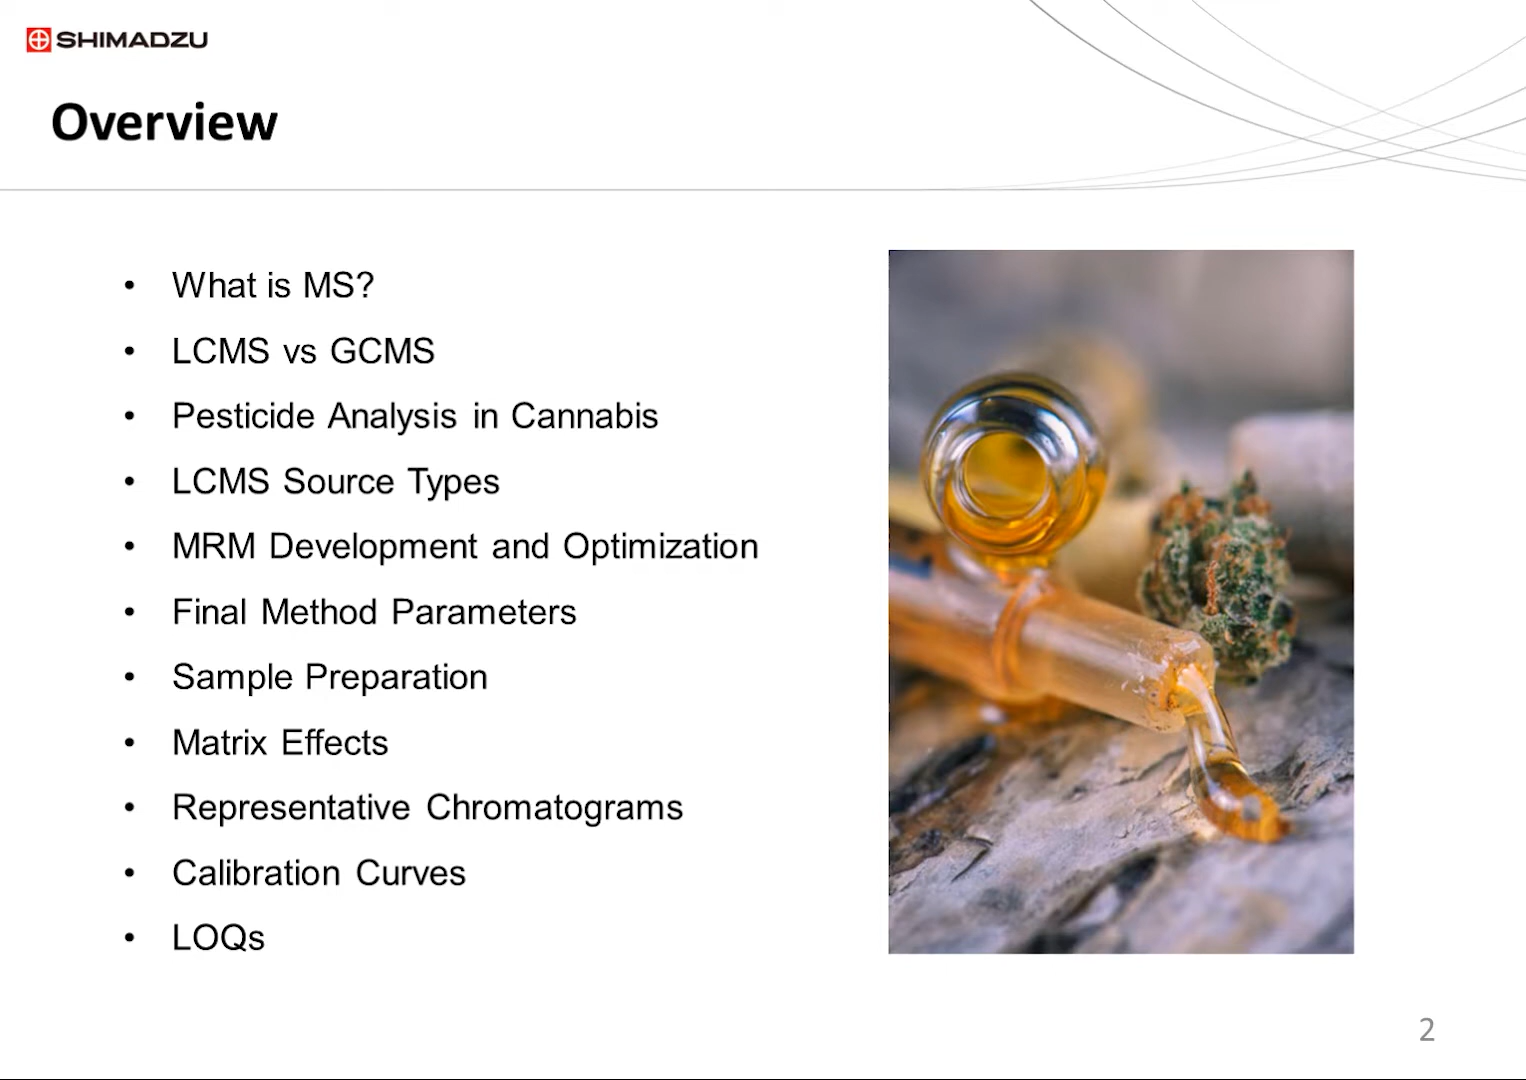 SHIMADZU
Overview
• What is MS?
• LCMS vs GCMS
• Pesticide Analysis in Cannabis
• LCMS Source Types
• MRM Development and Optimization
• Final Method Parameters
• Sample Preparation
• Matrix Effects
• Representative Chromatograms
• Calibration Curves
• LOQs
2